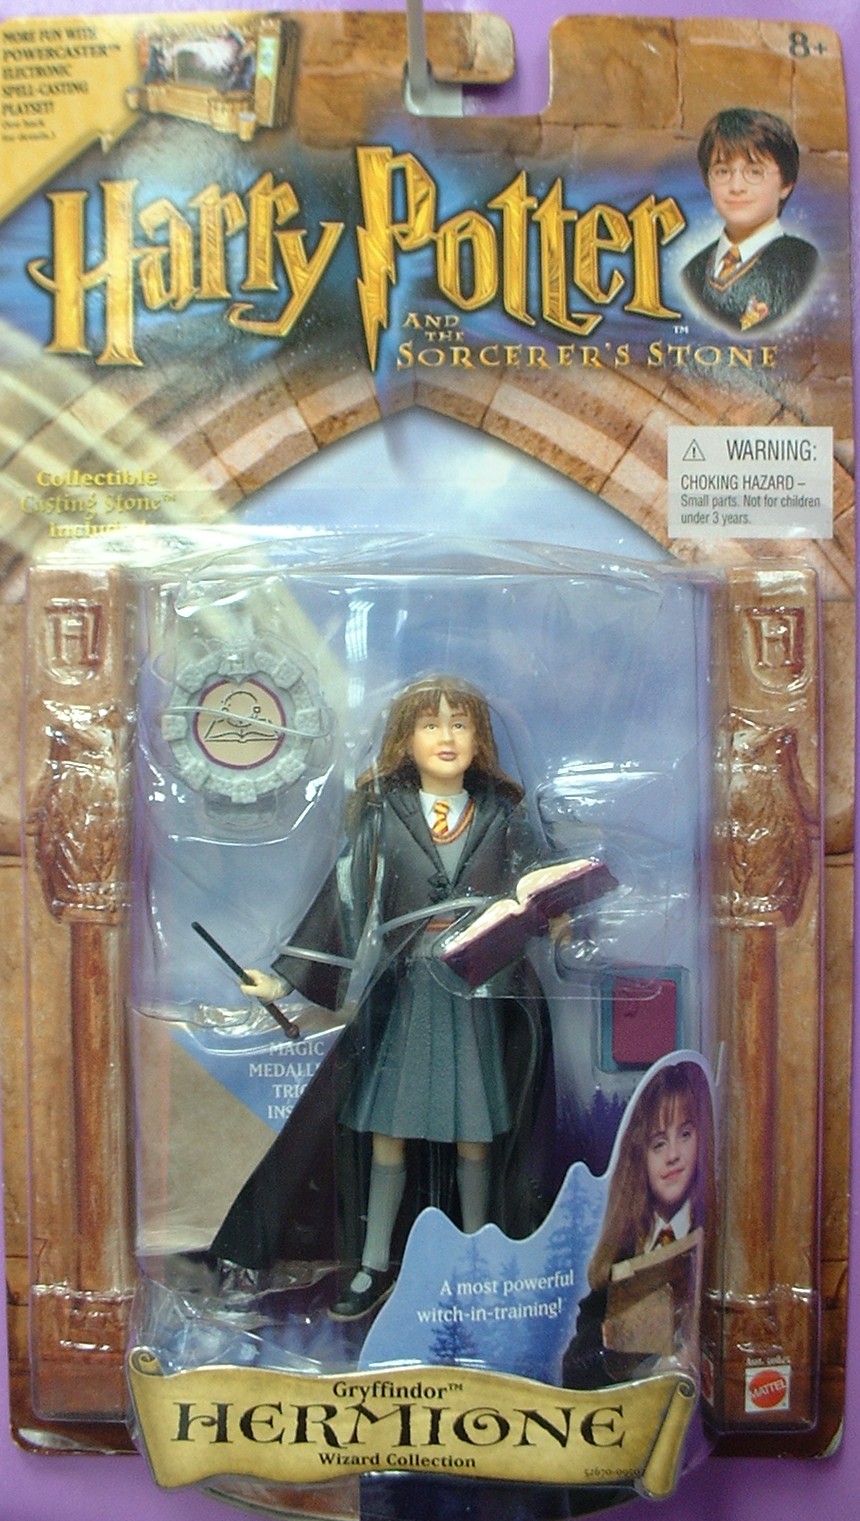 MORE FUN WITH
POWERCASTER™
ELECTRONIC
SPELL-CASTING
PLAYSET!
8+
Harry Potter
AND
THE
SORCERER'S STONE
™
WARNING:
CHOKING HAZARD –
Small parts. Not for children
under 3 years.
Collectible
Casting Stone™
H
H
MAGIC
A most powerful
witch-in-training!
MATTEL
Gryffindor™
HERMIONE
Wizard Collection